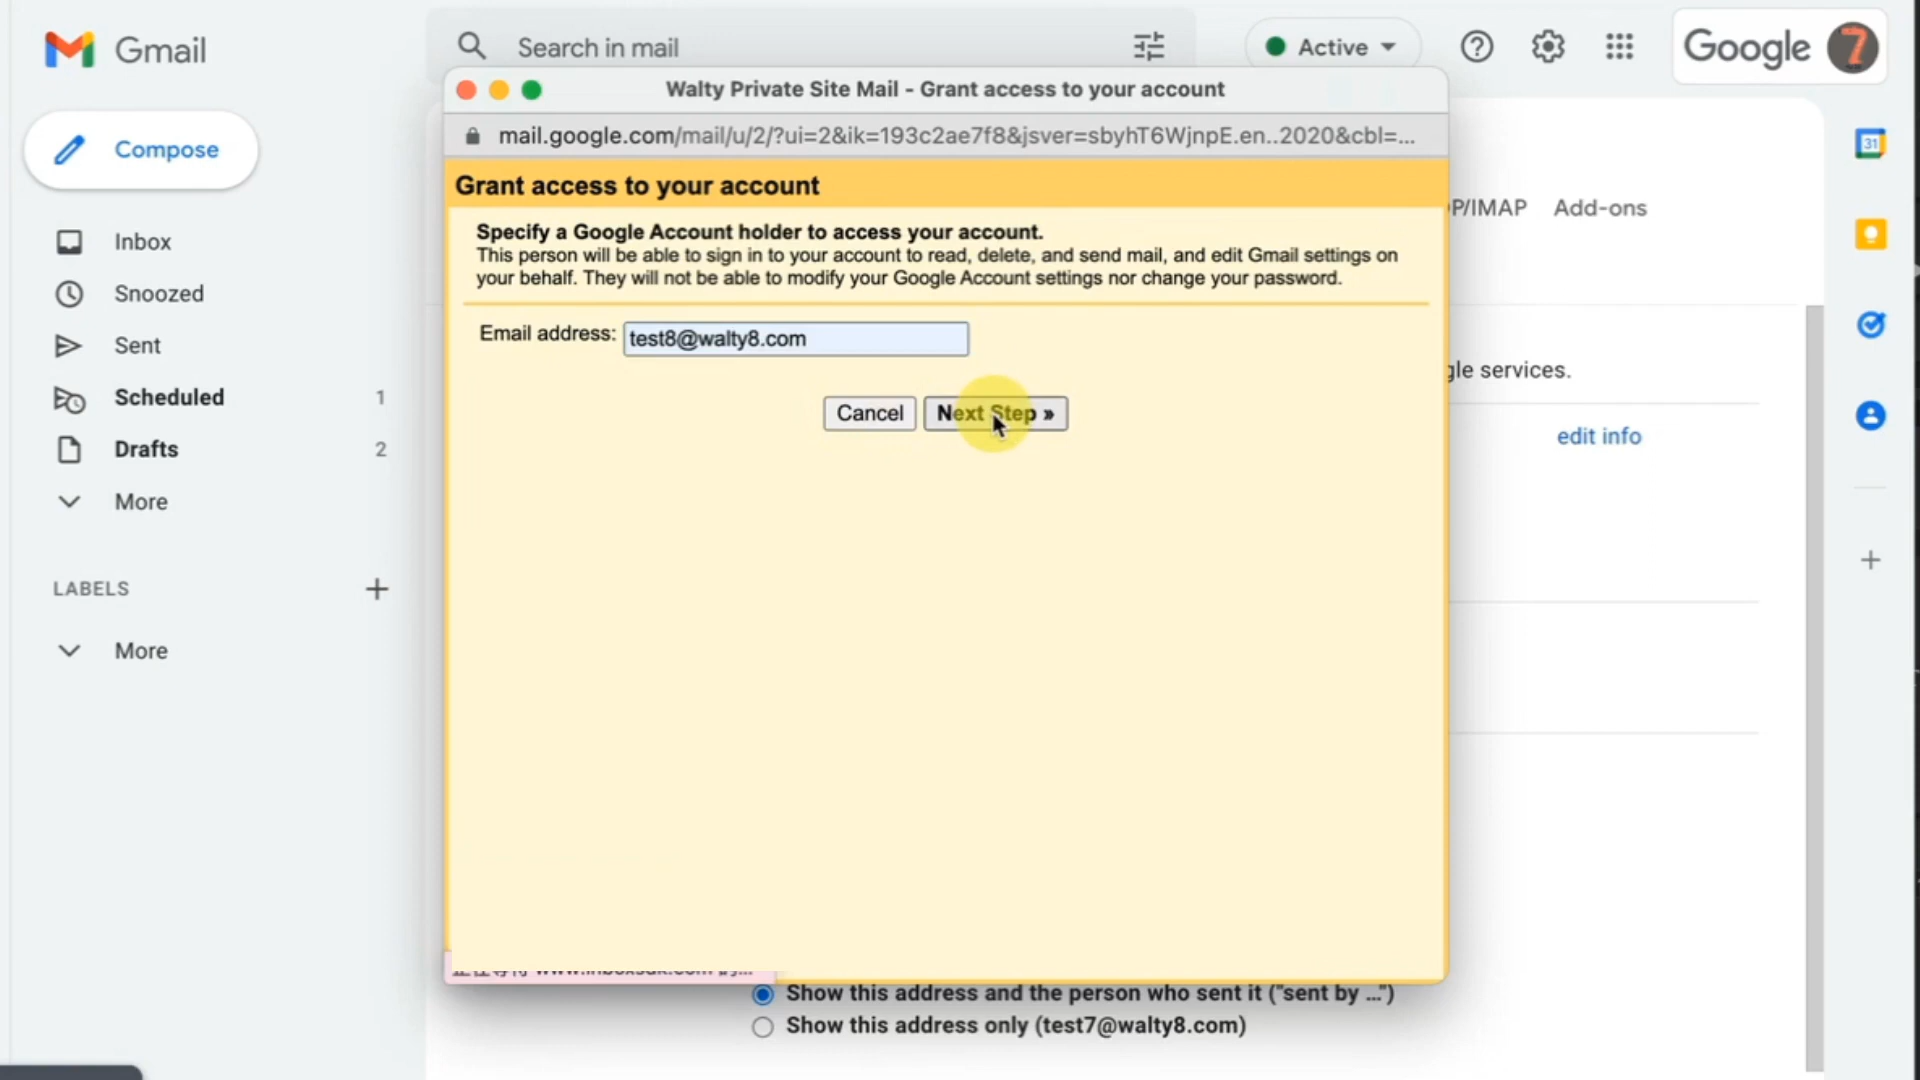 Gmail
Search in mail
Active
Google
7
Walty Private Site Mail - Grant access to your account
mail.google.com/mail/u/2/?ui=2&ik=193c2ae7f8&jsver=sbyhT6WjnpE.en..2020&cbl=...
Compose
31
Grant access to your account
P/IMAP
Add-ons
Specify a Google Account holder to access your account.
This person will be able to sign in to your account to read, delete, and send mail, and edit Gmail settings on
your behalf. They will not be able to modify your Google Account settings nor change your password.
Inbox
Snoozed
Sent
Scheduled 1
Drafts 2
More
Email address: test8@walty8.com
gle services.
Cancel
Next Step »
edit info
LABELS
More
www.inboxsdk.com
Show this address and the person who sent it ("sent by ...")
Show this address only (test7@walty8.com)